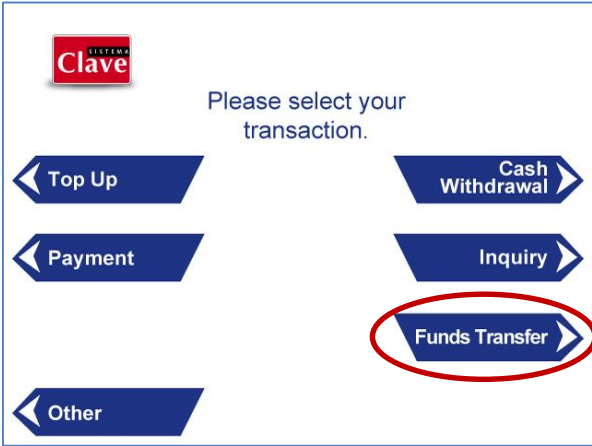 SISTEMA
Clave
Please select your
transaction.
Top Up
Cash
Withdrawal
Payment
Inquiry
Funds Transfer
Other